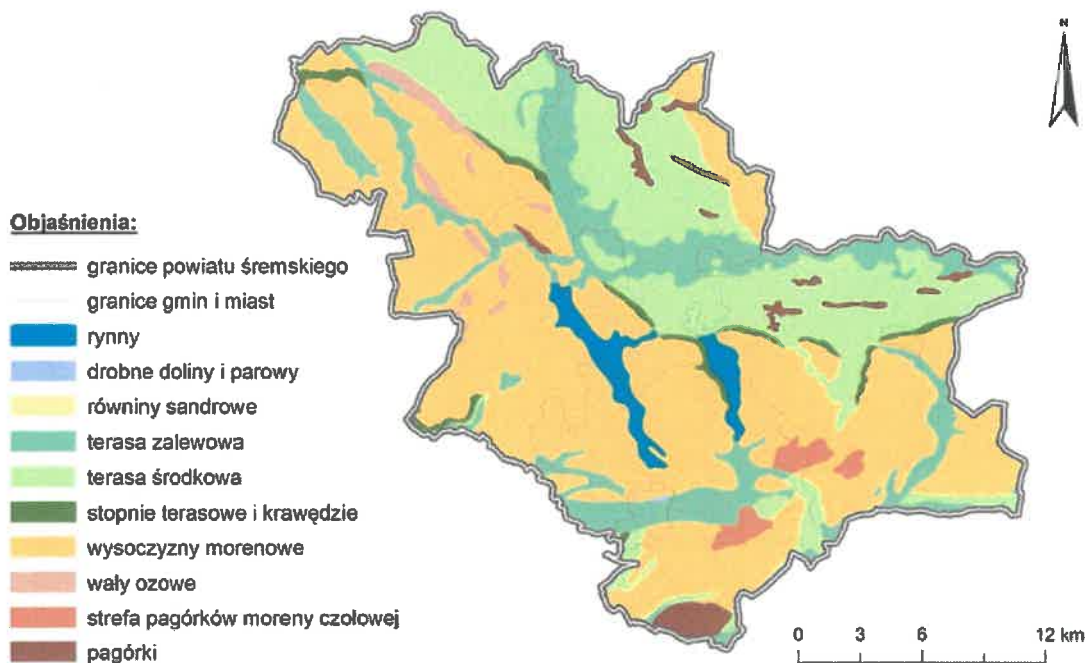 N
Objaśnienia:
granice powiatu śremskiego
granice gmin i miast
rynny
drobne doliny i parowy
równiny sandrowe
terasa zalewowa
terasa środkowa
stopnie terasowe i krawędzie
wysoczyzny morenowe
wały ozowe
strefa pagórków moreny czołowej
pagórki
0 3 6 12 km